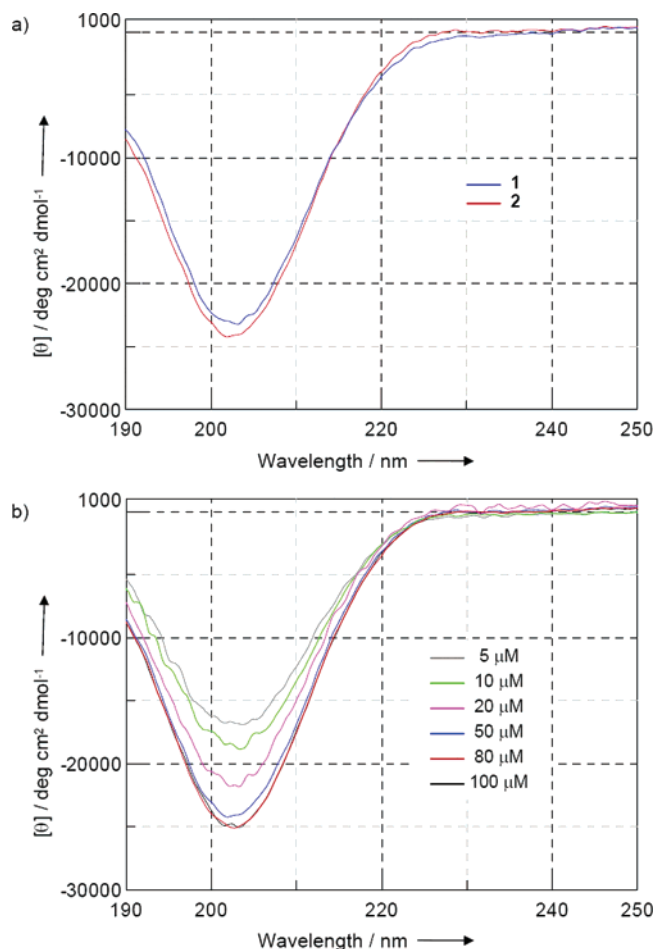 a)
1000
-10000
-20000
-30000
[θ] / deg cm² dmol⁻¹
1
2
190 200 210 220 240 250
Wavelength / nm
b)
1000
-10000
-20000
-30000
[θ] / deg cm² dmol⁻¹
5 µM
10 µM
20 µM
50 µM
80 µM
100 µM
190 200 210 220 240 250
Wavelength / nm